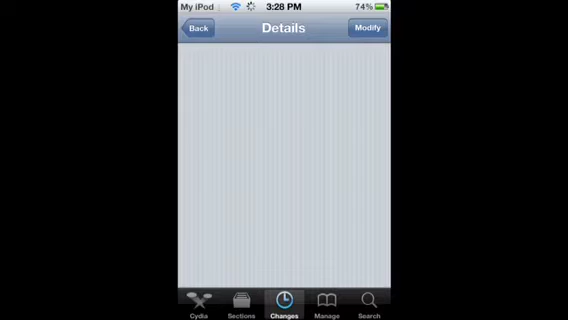 My iPod 3:28 PM 74%
Back Details Modify
Cydia Sections Changes Manage Search